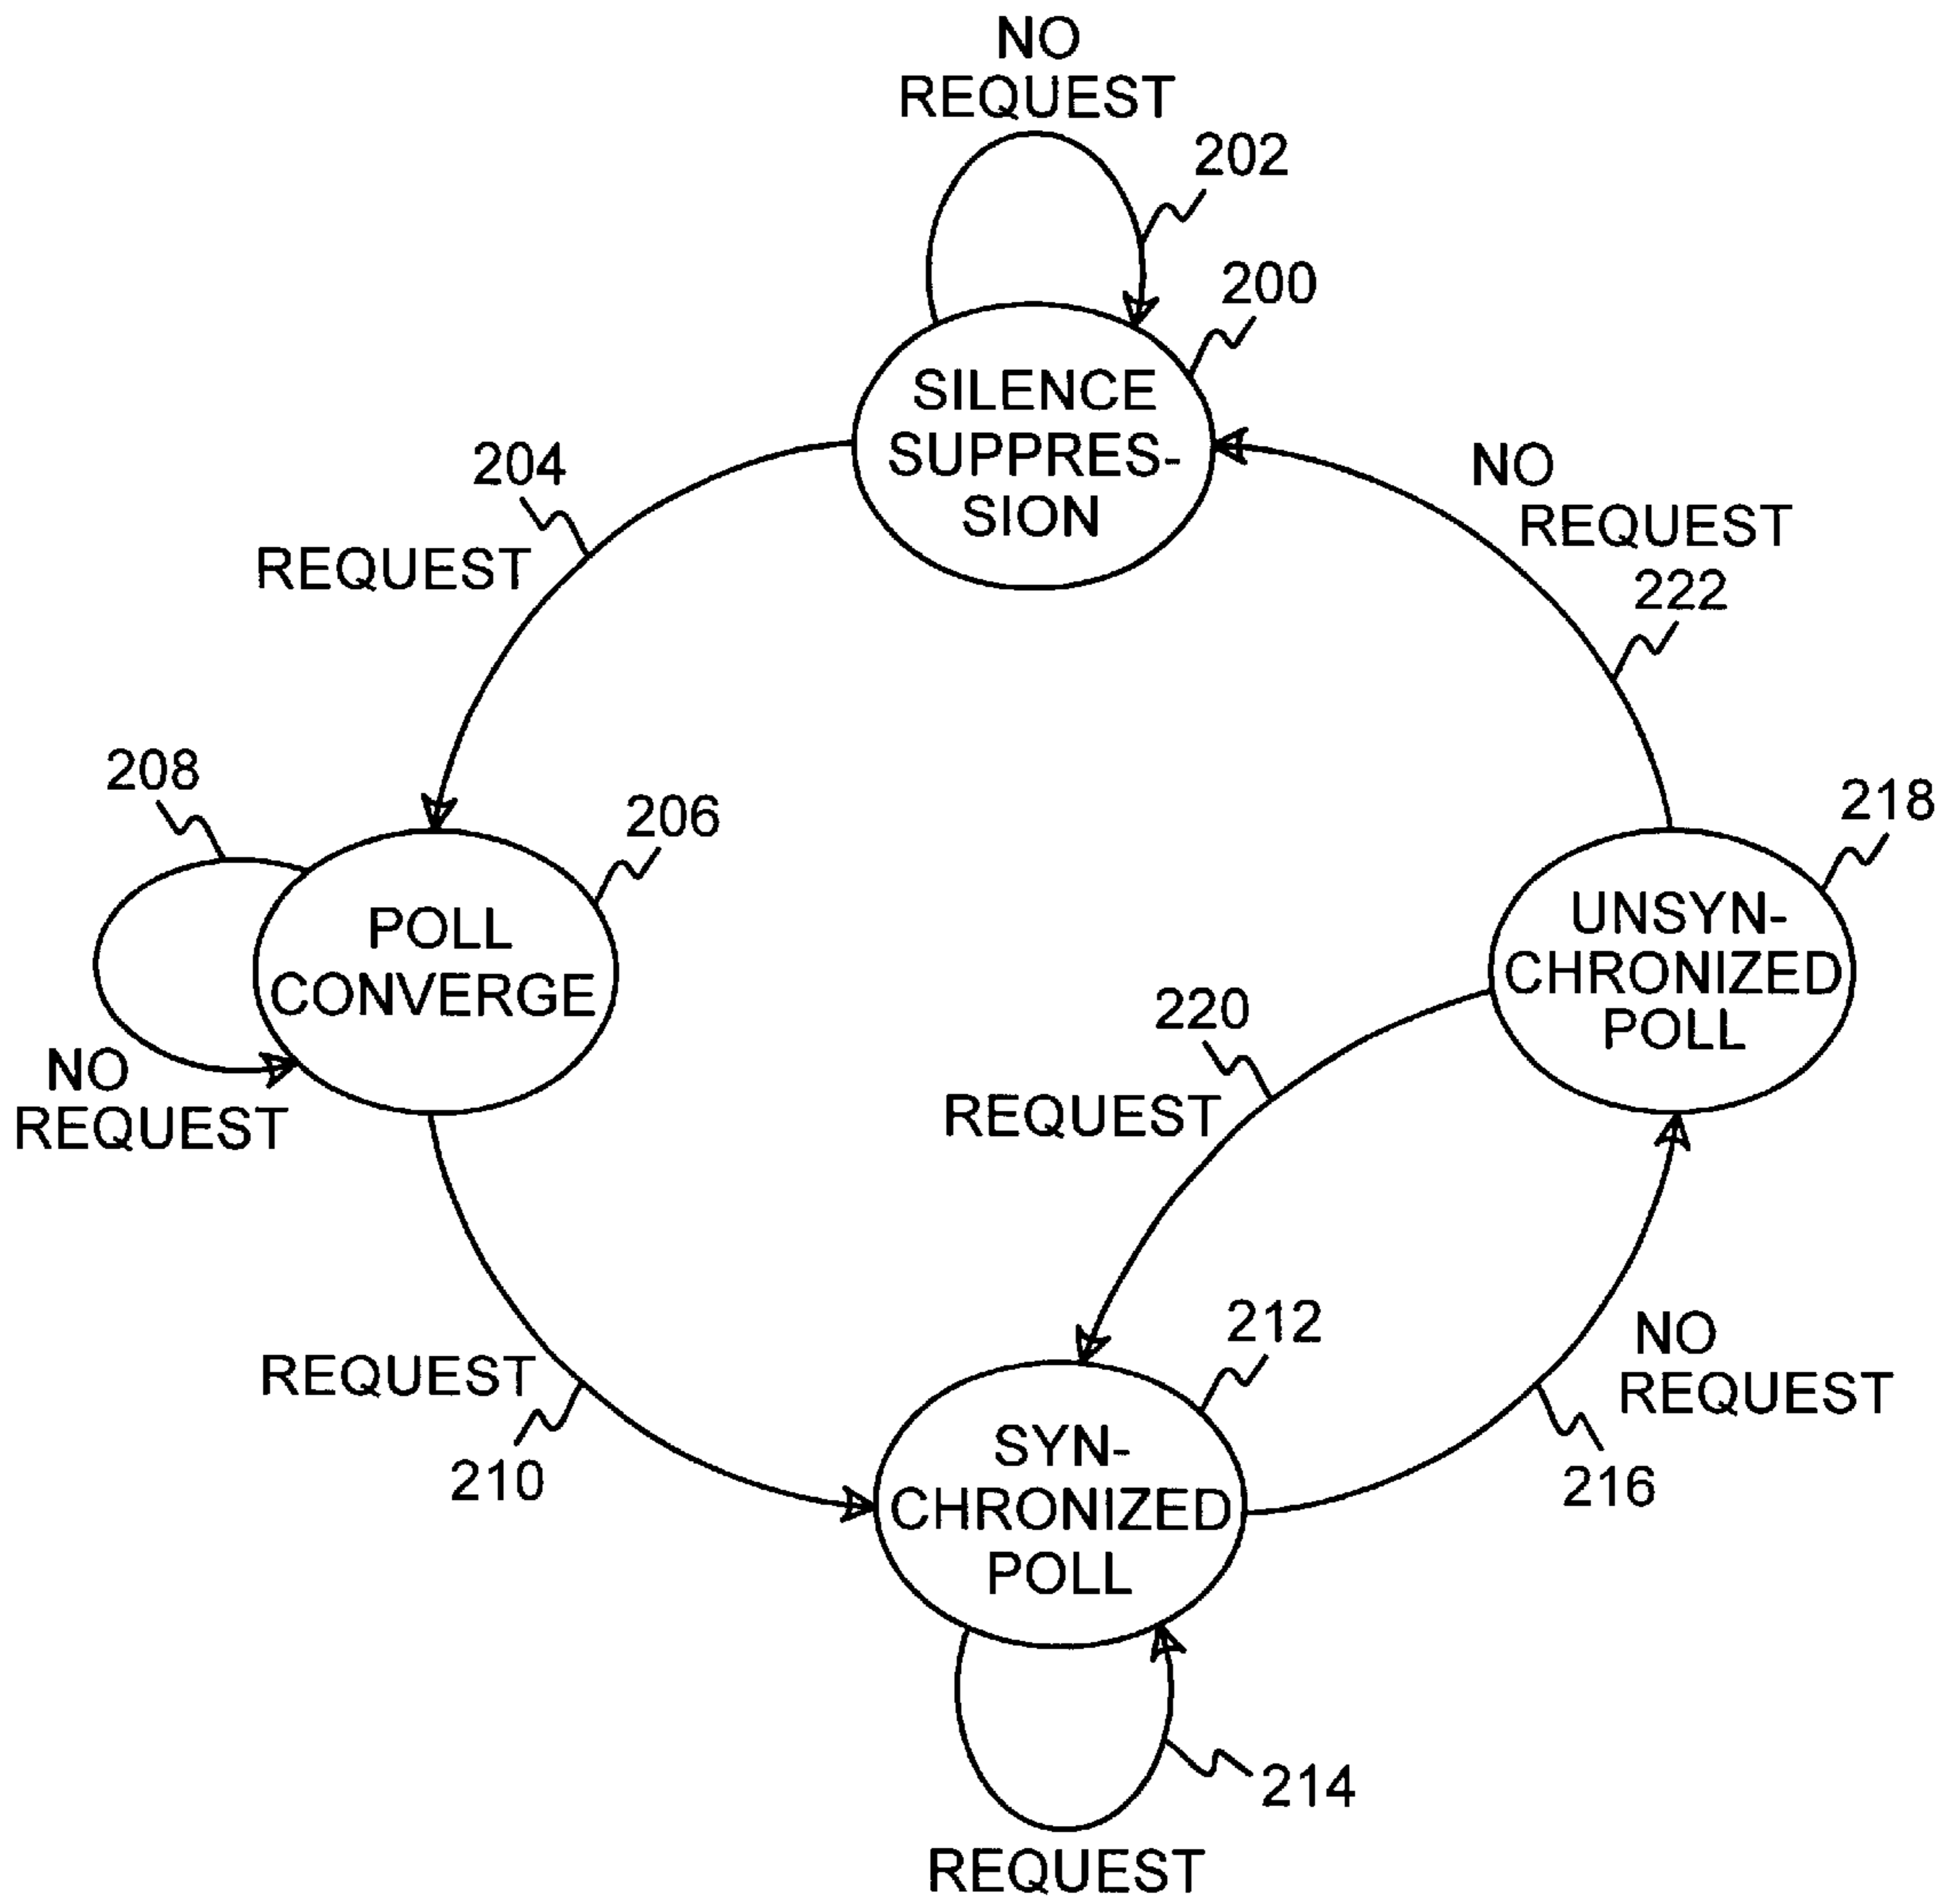 NO
REQUEST
202
200
SILENCE
SUPPRES-
SION
204
REQUEST
NO
REQUEST
222
208
206
POLL
CONVERGE
NO
REQUEST
218
UNSYN-
CHRONIZED
POLL
220
REQUEST
212
NO
REQUEST
216
REQUEST
210
SYN-
CHRONIZED
POLL
214
REQUEST